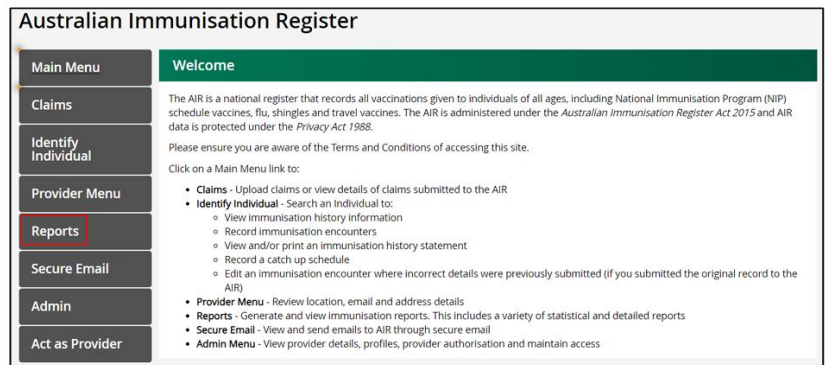 Australian Immunisation Register
Main Menu
Claims
Identify
Individual
Provider Menu
Reports
Secure Email
Admin
Act as Provider
Welcome
The AIR is a national register that records all vaccinations given to individuals of all ages, including National Immunisation Program (NIP)
schedule vaccines, flu, shingles and travel vaccines. The AIR is administered under the Australian Immunisation Register Act 2015 and AIR
data is protected under the Privacy Act 1988.
Please ensure you are aware of the Terms and Conditions of accessing this site.
Click on a Main Menu link to:
• Claims - Upload claims or view details of claims submitted to the AIR
• Identify Individual - Search an Individual to:
◦ View immunisation history information
◦ Record immunisation encounters
◦ View and/or print an immunisation history statement
◦ Record a catch up schedule
◦ Edit an immunisation encounter where incorrect details were previously submitted (if you submitted the original record to the
AIR)
• Provider Menu - Review location, email and address details
• Reports - Generate and view immunisation reports. This includes a variety of statistical and detailed reports
• Secure Email - View and send emails to AIR through secure email
• Admin Menu - View provider details, profiles, provider authorisation and maintain access